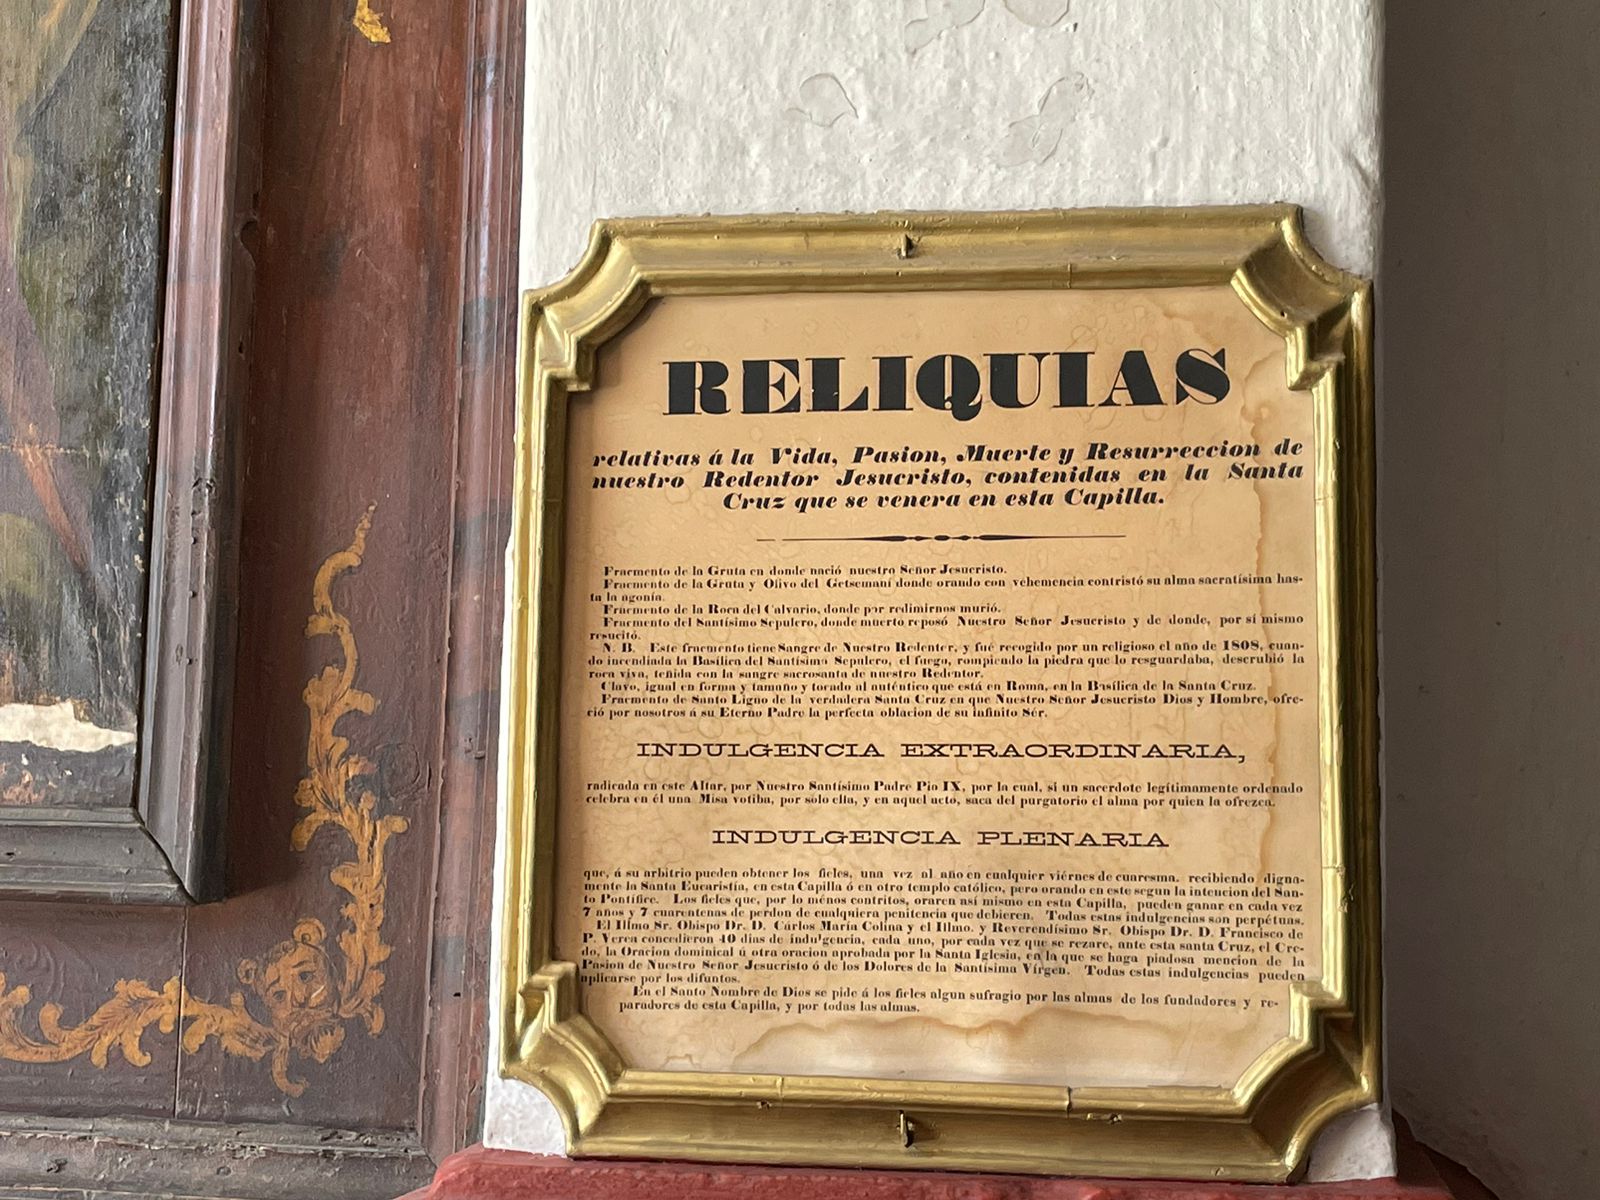 RELIQUIAS
relativas á la Vida, Pasion, Muerte y Resurreccion de
nuestro Redentor Jesucristo, contenidas en la Santa
Cruz que se venera en esta Capilla.
Fracmento de la Gruta en donde nació nuestro Señor Jesucristo.
Fracmento de la Gruta y Olivo del Getsemaní donde orando con vehemencia contristó su alma sacratísima has-
ta la agonía.
Fracmento de la Roca del Calvario, donde por redimirnos murió.
Fracmento del Santísimo Sepulcro, donde muerto reposó Nuestro Señor Jesucristo y de donde, por sí mismo
resucitó.
N. B. Este fracmento tiene Sangre de Nuestro Redentor, y fué recogido por un religioso el año de 1808, cuan-
do incendiada la Basílica del Santísimo Sepulcro, el fuego, rompiendo la piedra que lo resguardaba, descrubió la
roca viva, teñida con la sangre sacrosanta de nuestro Redentor.
Clavo, igual en forma y tamaño y tocado al auténtico que está en Roma, en la Basílica de la Santa Cruz.
Fracmento de Santo Ligno de la verdadera Santa Cruz en que Nuestro Señor Jesucristo Dios y Hombre, ofre-
ció por nosotros á su Eterno Padre la perfecta oblacion de su infinito Sér.
INDULGENCIA EXTRAORDINARIA,
radicada en este Altar, por Nuestro Santísimo Padre Pio IX, por la cual, si un sacerdote legítimamente ordenado
celebra en él una Misa votiba, por sólo ella, y en aquel acto, saca del purgatorio el alma por quien la ofrezca.
INDULGENCIA PLENARIA
que, á su arbitrio pueden obtener los fieles, una vez al año en cualquier viérnes de cuaresma. recibiendo digna-
mente la Santa Eucaristía, en esta Capilla ó en otro templo católico, pero orando en este segun la intencion del San-
to Pontífice. Los fieles que, por lo ménos contritos, oraren así mismo en esta Capilla, pueden ganar en cada vez
7 años y 7 cuarentenas de perdon de cualquiera penitencia que debieren. Todas estas indulgencias son perpétuas.
El Illmo Sr. Obispo Dr. D. Cárlos María Colina y el Illmo. y Reverendísimo Sr. Obispo Dr. D. Francisco de
P. Verea concedieron 40 dias de indulgencia, cada uno, por cada vez que se rezare, ante esta santa Cruz, el Cre-
do, la Oracion dominical ú otra oracion aprobada por la Santa Iglesia, en la que se haga piadosa mencion de la
Pasion de Nuestro Señor Jesucristo ó de los Dolores de la Santísima Vírgen. Todas estas indulgencias pueden
aplicarse por los difuntos.
En el Santo Nombre de Dios se pide á los fieles algun sufragio por las almas de los fundadores y re-
paradores de esta Capilla, y por todas las almas.